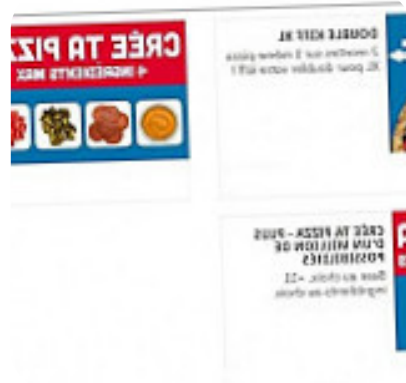 CRÉE TA PIZZ
4 INGRÉDIENTS MAX
DOUBLE KIFF XL
2 recettes sur 1 même pizza
XL pour doubler votre kiff !
CRÉE TA PIZZA - PLUS
D'UN MILLION DE
POSSIBILITÉS
Base au choix, +11
ingrédients au choix